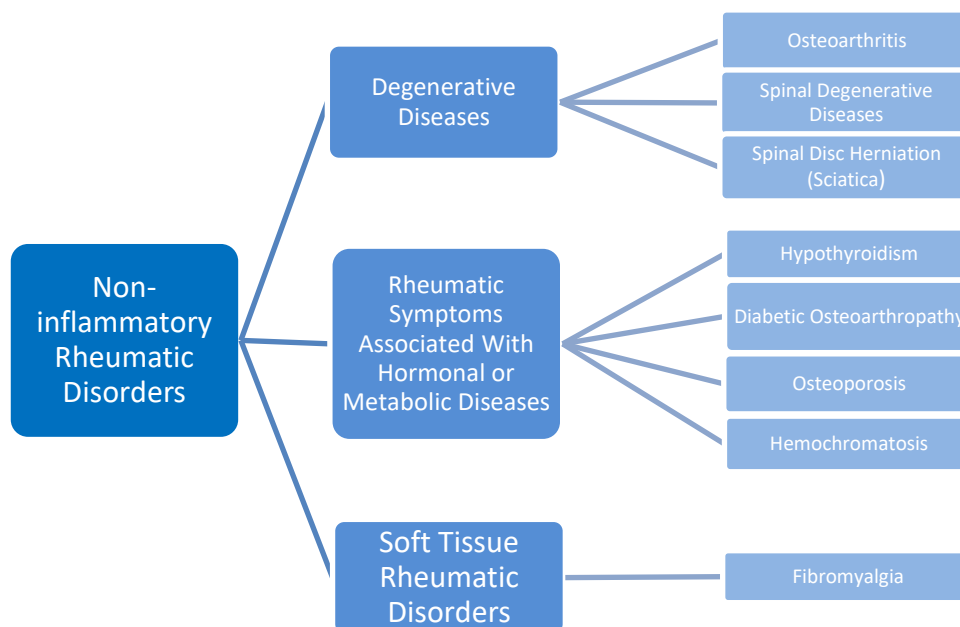 Non-
inflammatory
Rheumatic
Disorders
Degenerative
Diseases
Osteoarthritis
Spinal Degenerative
Diseases
Spinal Disc Herniation
(Sciatica)
Rheumatic
Symptoms
Associated With
Hormonal or
Metabolic Diseases
Hypothyroidism
Diabetic Osteoarthropathy
Osteoporosis
Hemochromatosis
Soft Tissue
Rheumatic
Disorders
Fibromyalgia